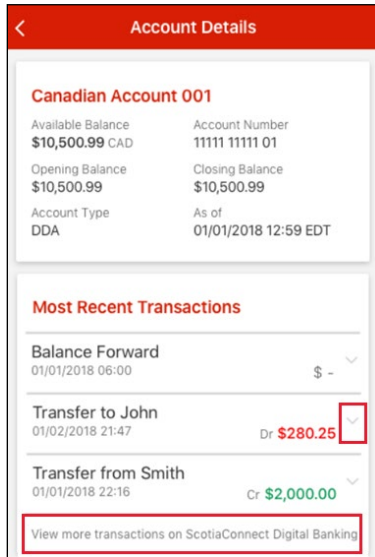 Account Details
Canadian Account 001
Available Balance Account Number
$10,500.99 CAD 11111 11111 01
Opening Balance Closing Balance
$10,500.99 $10,500.99
Account Type As of
DDA 01/01/2018 12:59 EDT
Most Recent Transactions
Balance Forward
01/01/2018 06:00 $ -
Transfer to John
01/02/2018 21:47 Dr $280.25
Transfer from Smith
01/01/2018 22:16 Cr $2,000.00
View more transactions on ScotiaConnect Digital Banking